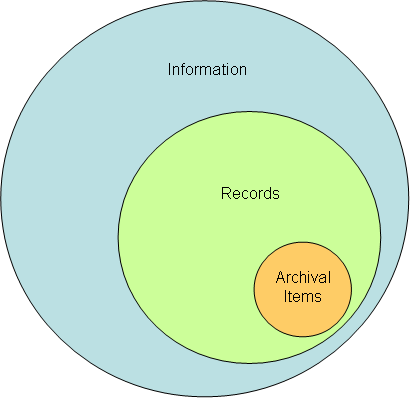 Information
Records
Archival
Items